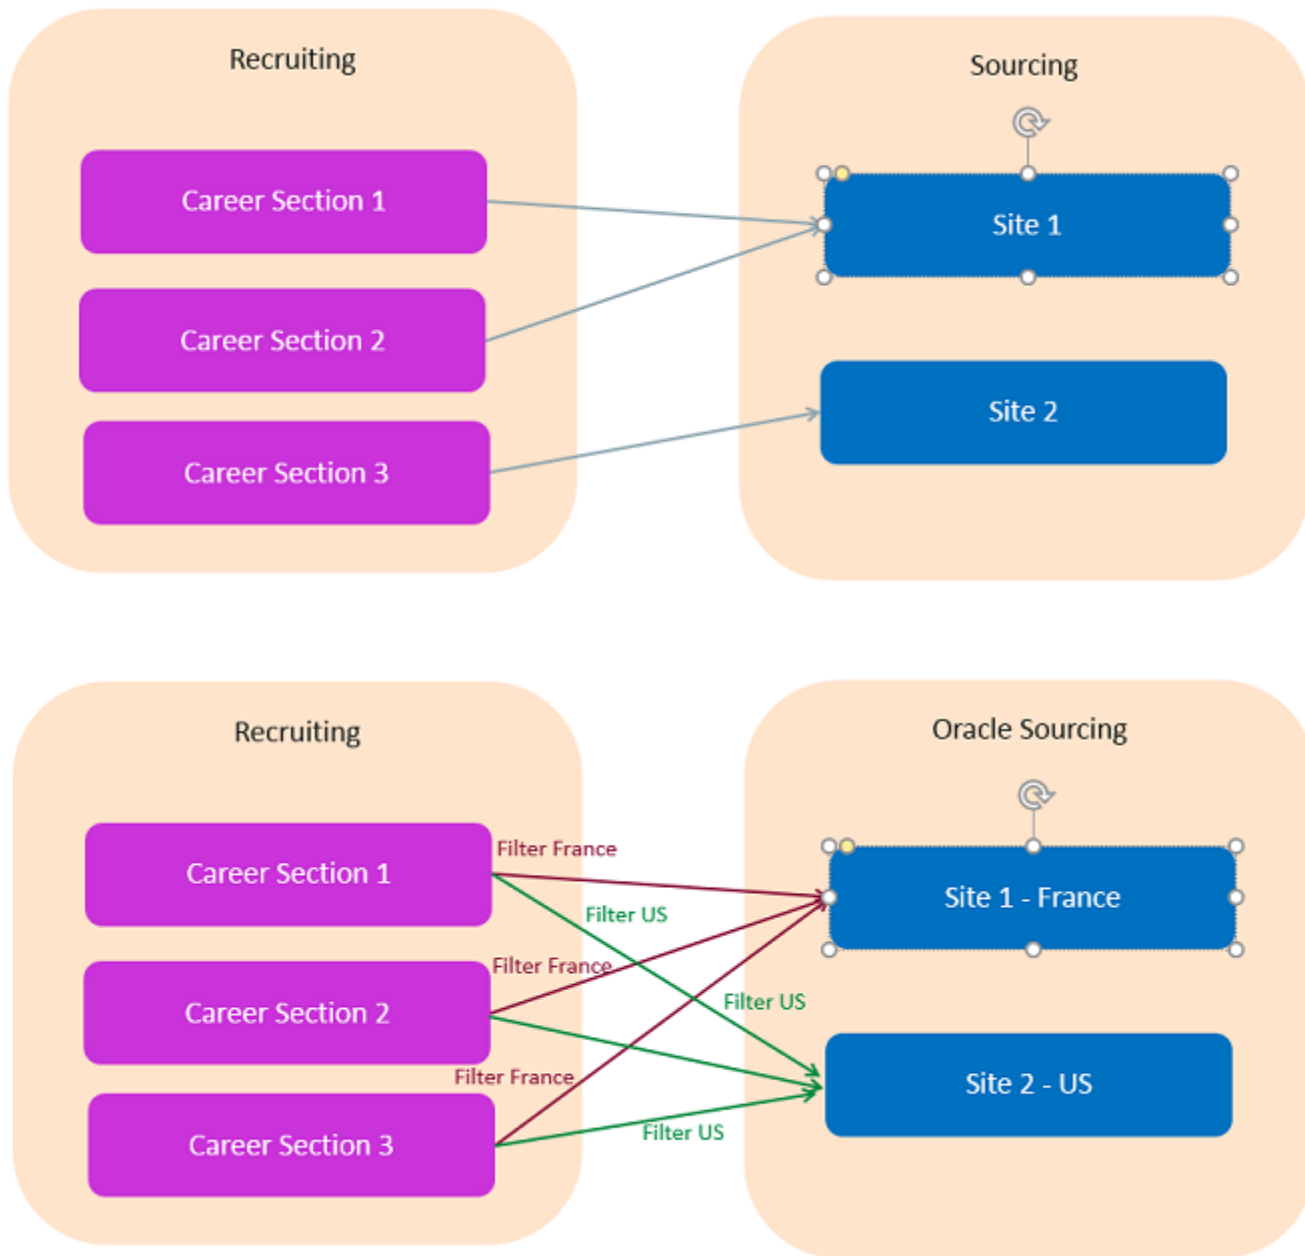 Recruiting
Sourcing
Career Section 1
Site 1
Career Section 2
Site 2
Career Section 3
Recruiting
Oracle Sourcing
Filter France
Career Section 1
Site 1 - France
Filter US
Filter France
Filter US
Career Section 2
Site 2 - US
Filter France
Filter US
Career Section 3